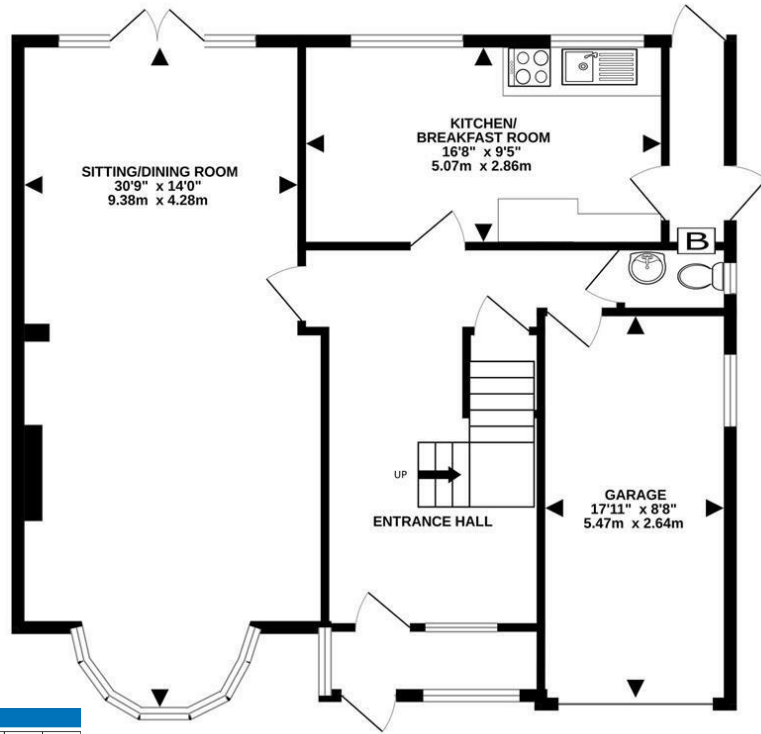 KITCHEN/
BREAKFAST ROOM
16'8" x 9'5"
5.07m x 2.86m
SITTING/DINING ROOM
30'9" x 14'0"
9.38m x 4.28m
B
UP
ENTRANCE HALL
GARAGE
17'11" x 8'8"
5.47m x 2.64m